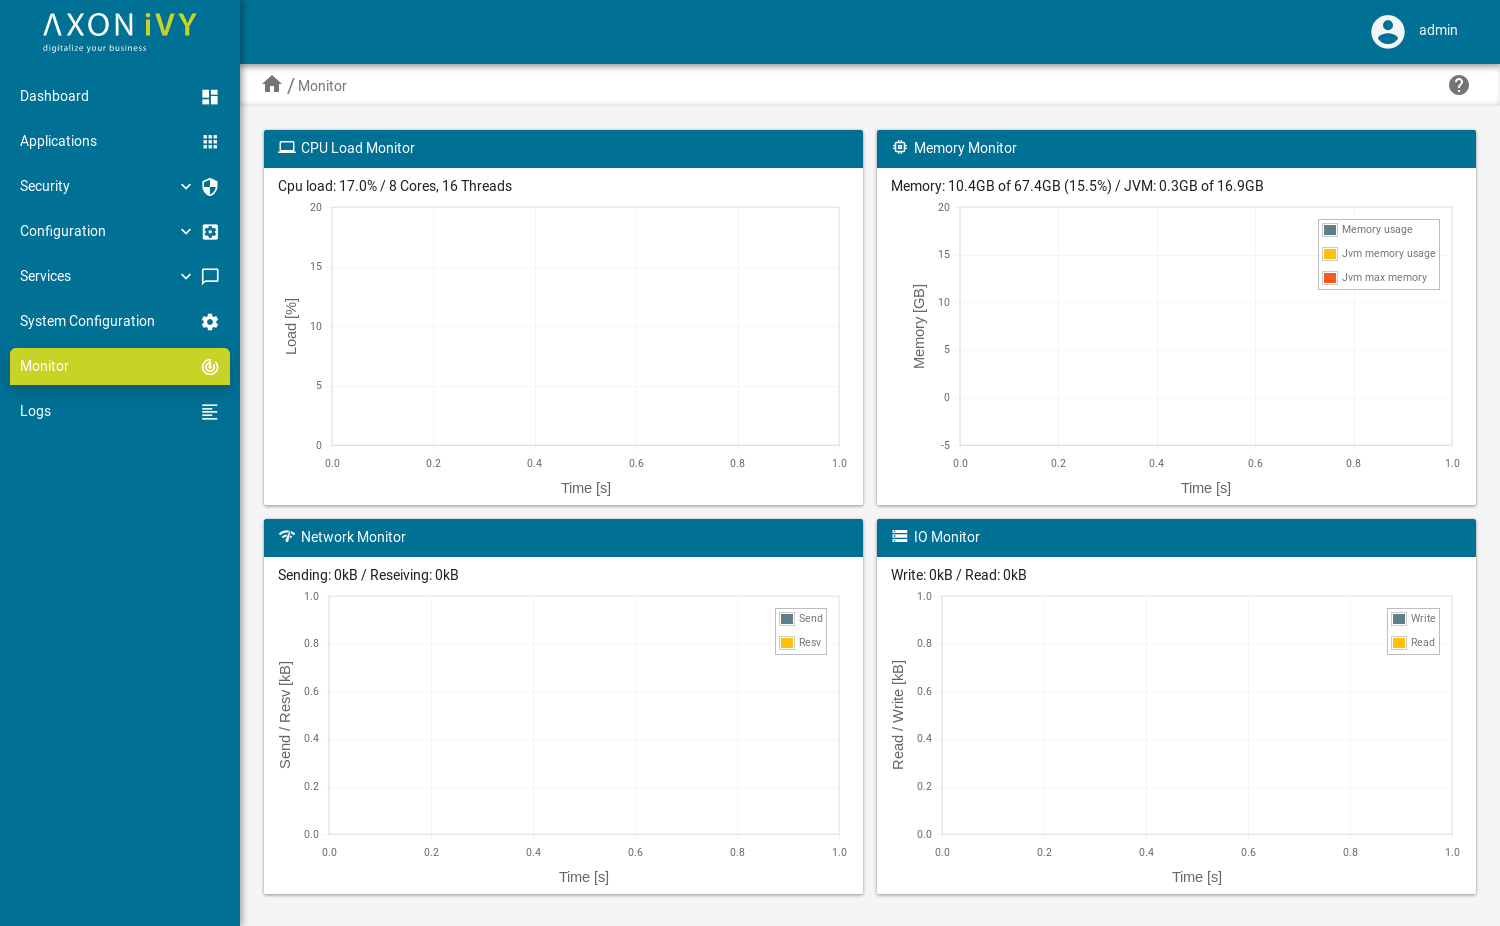 AXON iVY
digitalize your business
admin
Dashboard
Applications
Security
Configuration
Services
System Configuration
Monitor
Logs
/ Monitor
CPU Load Monitor
Cpu load: 17.0% / 8 Cores, 16 Threads
20
15
10
5
0
Load [%]
0.0 0.2 0.4 0.6 0.8 1.0
Time [s]
Memory Monitor
Memory: 10.4GB of 67.4GB (15.5%) / JVM: 0.3GB of 16.9GB
20
15
10
5
0
-5
Memory [GB]
Memory usage
Jvm memory usage
Jvm max memory
0.0 0.2 0.4 0.6 0.8 1.0
Time [s]
Network Monitor
Sending: 0kB / Reseiving: 0kB
1.0
0.8
0.6
0.4
0.2
0.0
Send / Resv [kB]
Send
Resv
0.0 0.2 0.4 0.6 0.8 1.0
Time [s]
IO Monitor
Write: 0kB / Read: 0kB
1.0
0.8
0.6
0.4
0.2
0.0
Read / Write [kB]
Write
Read
0.0 0.2 0.4 0.6 0.8 1.0
Time [s]